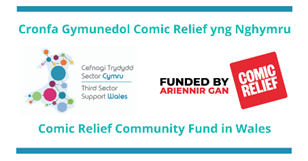 Cronfa Gymunedol Comic Relief yng Nghymru
Cefnogi Trydydd
Sector Cymru
Third Sector
Support Wales
FUNDED BY
ARIENNIR GAN
COMIC
RELIEF
Comic Relief Community Fund in Wales